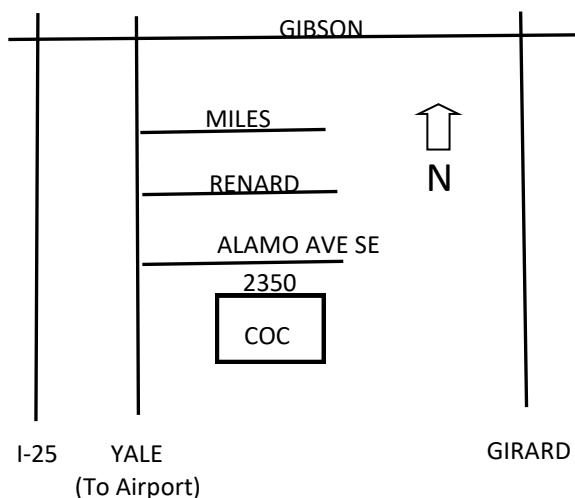 GIBSON
MILES
N
RENARD
ALAMO AVE SE
2350
COC
I-25
YALE
(To Airport)
GIRARD